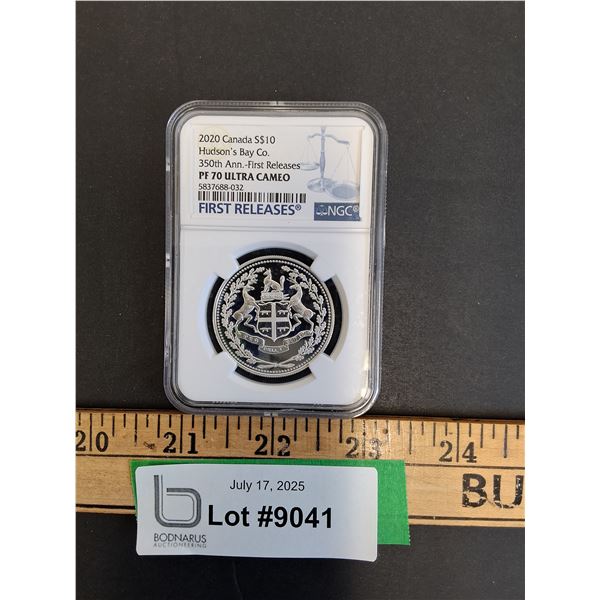 2020 Canada S$10
Hudson's Bay Co.
350th Ann.-First Releases
PF 70 ULTRA CAMEO
5837688-032
FIRST RELEASES®
NGC®
20 21 22 23 24
BU
July 17, 2025
Lot #9041
b
BODNARUS
AUCTIONEERING